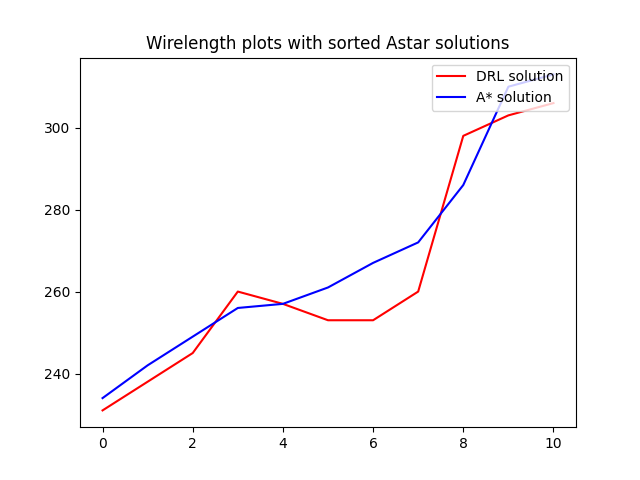 Wirelength plots with sorted Astar solutions
DRL solution
A* solution
300
280
260
240
0 2 4 6 8 10